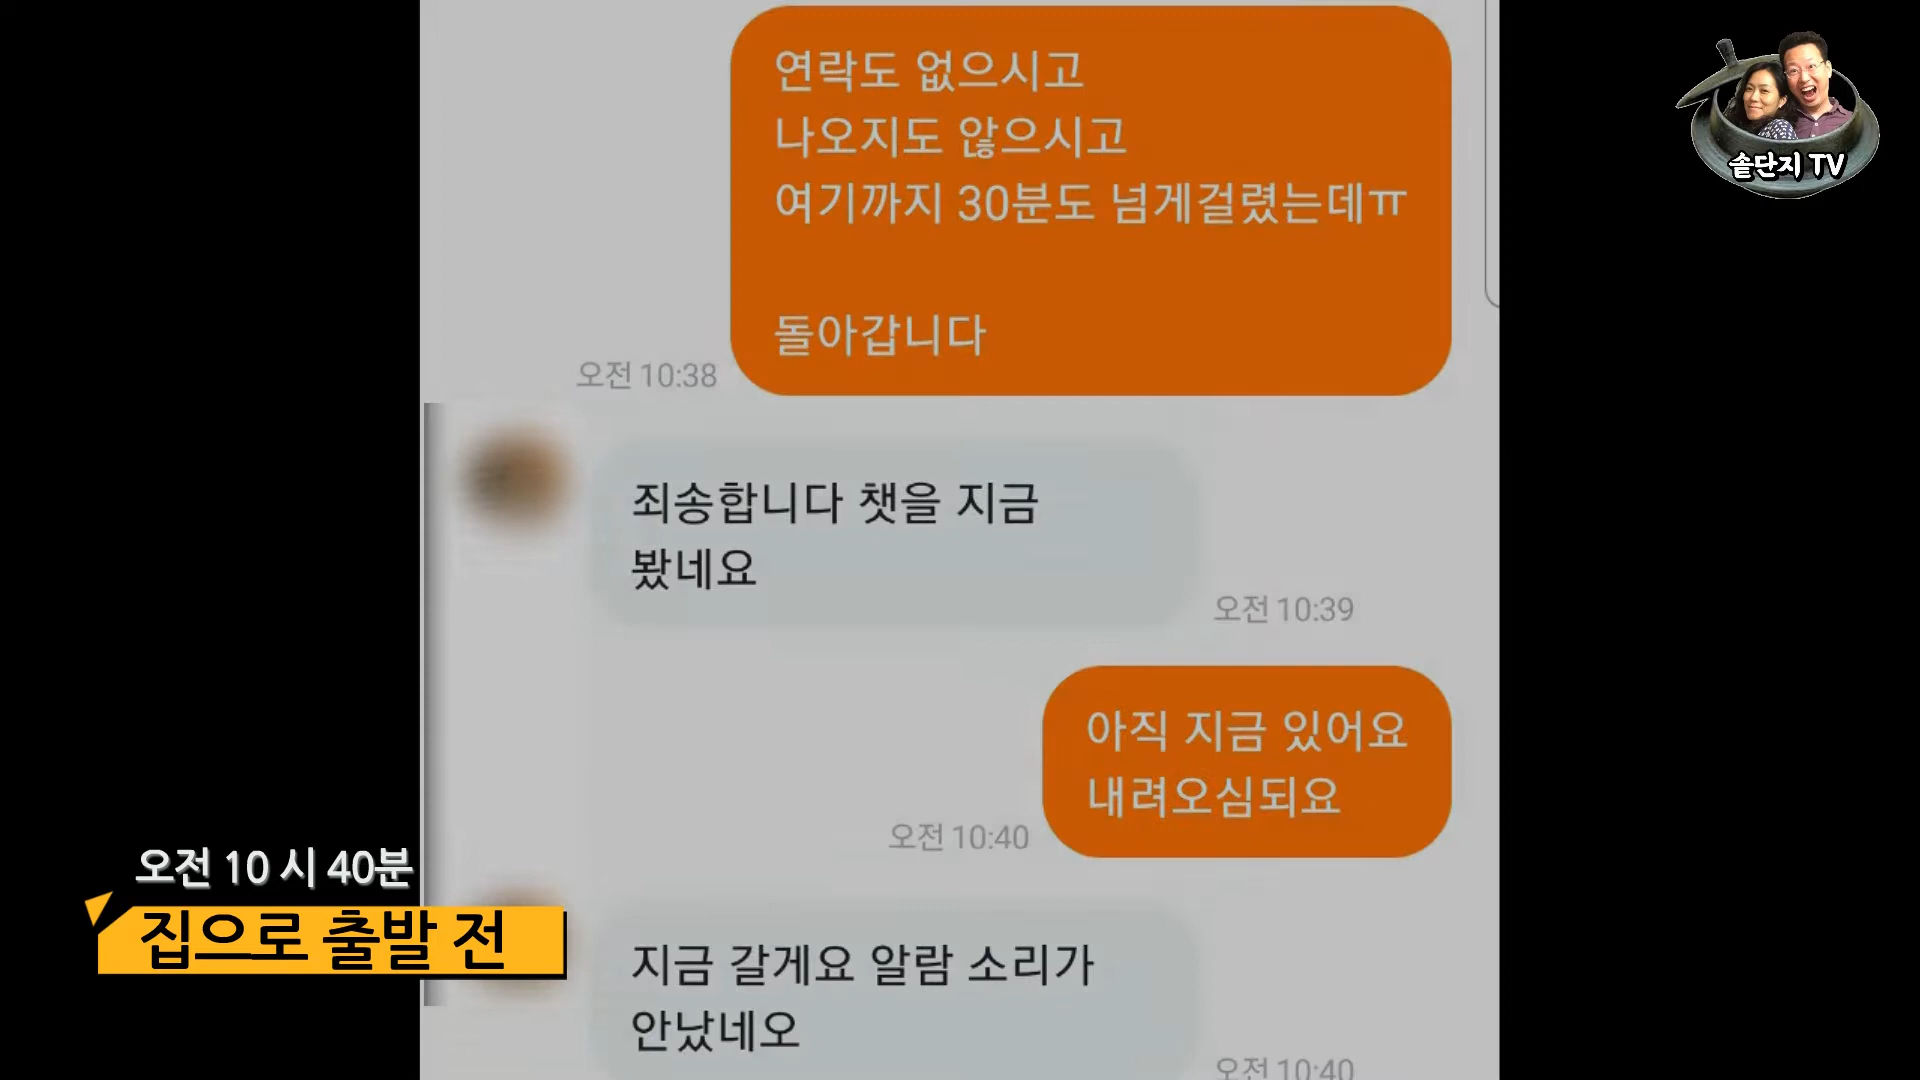 연락도 없으시고
나오지도 않으시고
여기까지 30분도 넘게걸렸는데ㅠ
돌아갑니다
오전 10:38
죄송합니다 챗을 지금
봤네요
오전 10:39
아직 지금 있어요
내려오심되요
오전 10:40
지금 갈게요 알람 소리가
안났네오
오전 10:40
오전 10 시 40분
집으로 출발 전
솥단지 TV